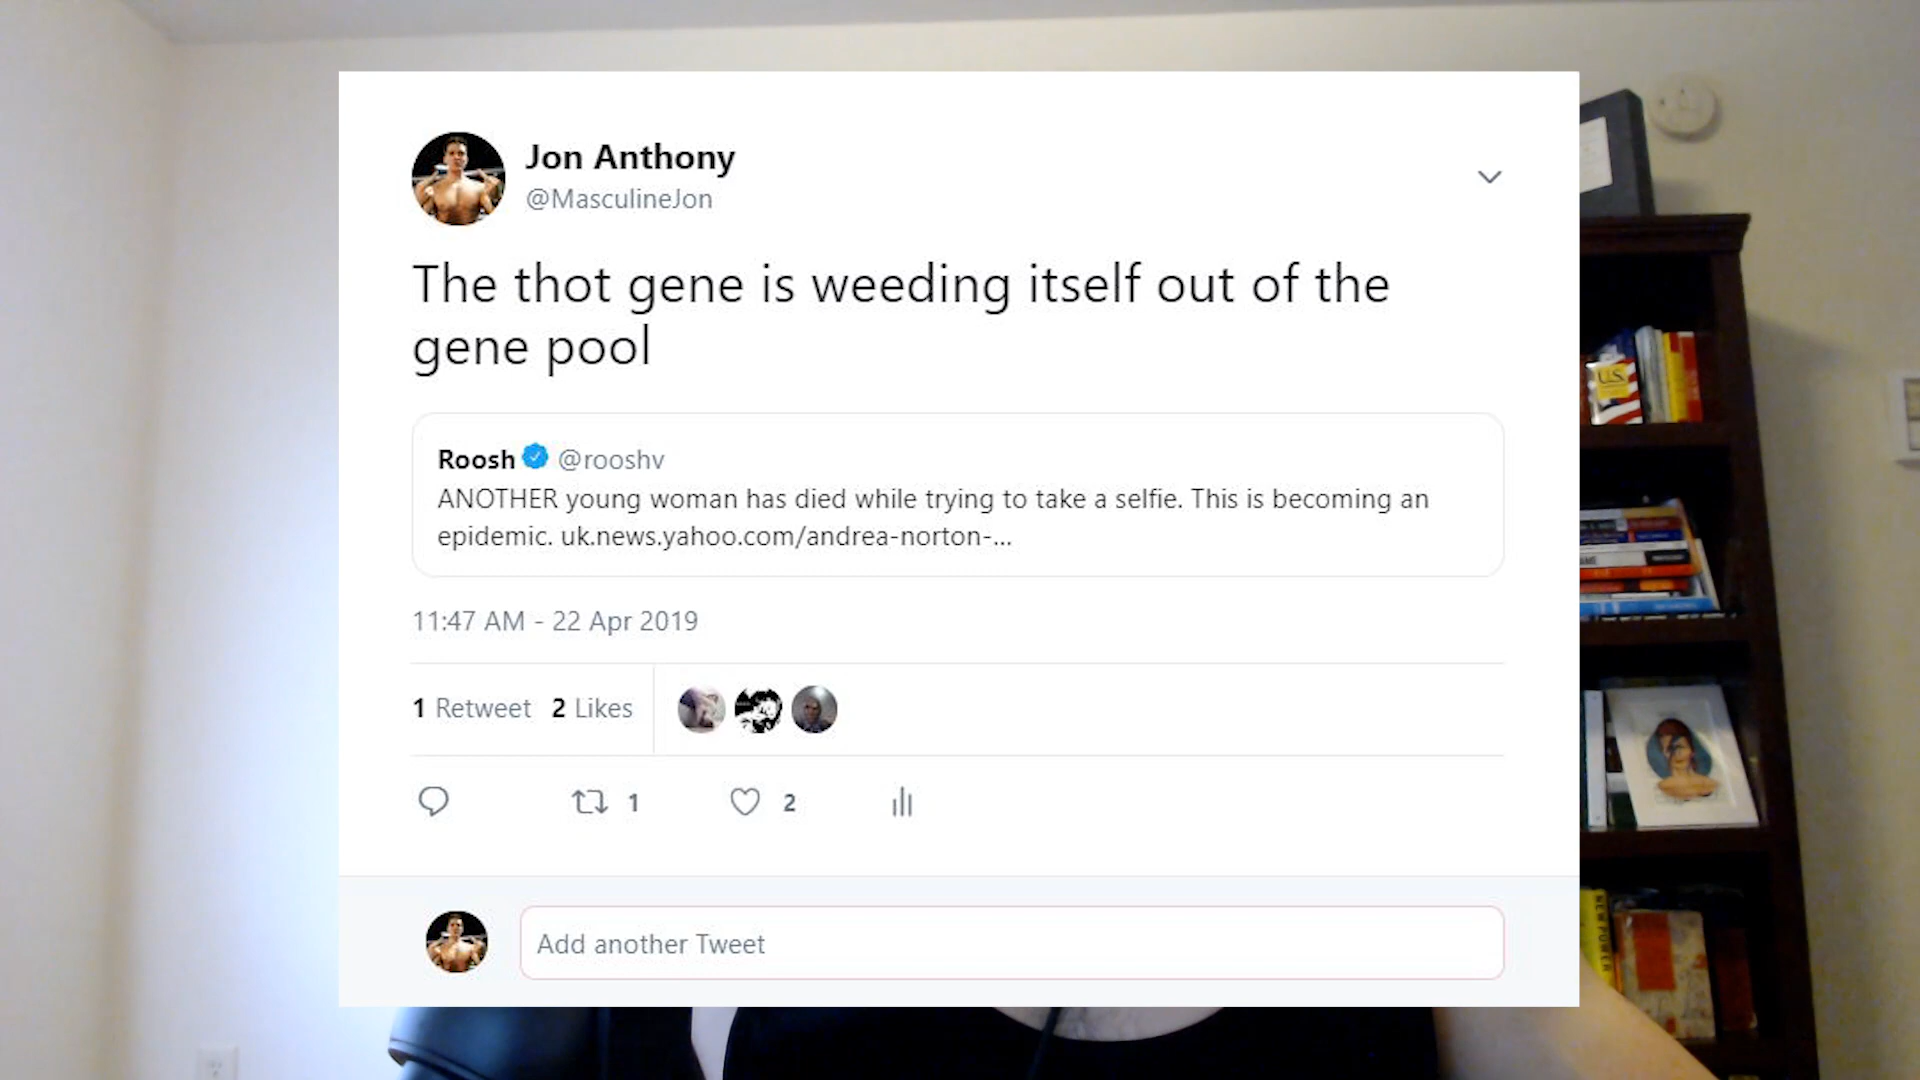 Jon Anthony
@MasculineJon
The thot gene is weeding itself out of the
gene pool
Roosh @rooshv
ANOTHER young woman has died while trying to take a selfie. This is becoming an
epidemic. uk.news.yahoo.com/andrea-norton-...
11:47 AM - 22 Apr 2019
1 Retweet 2 Likes
1 2
Add another Tweet
U.S.
NEW POWER